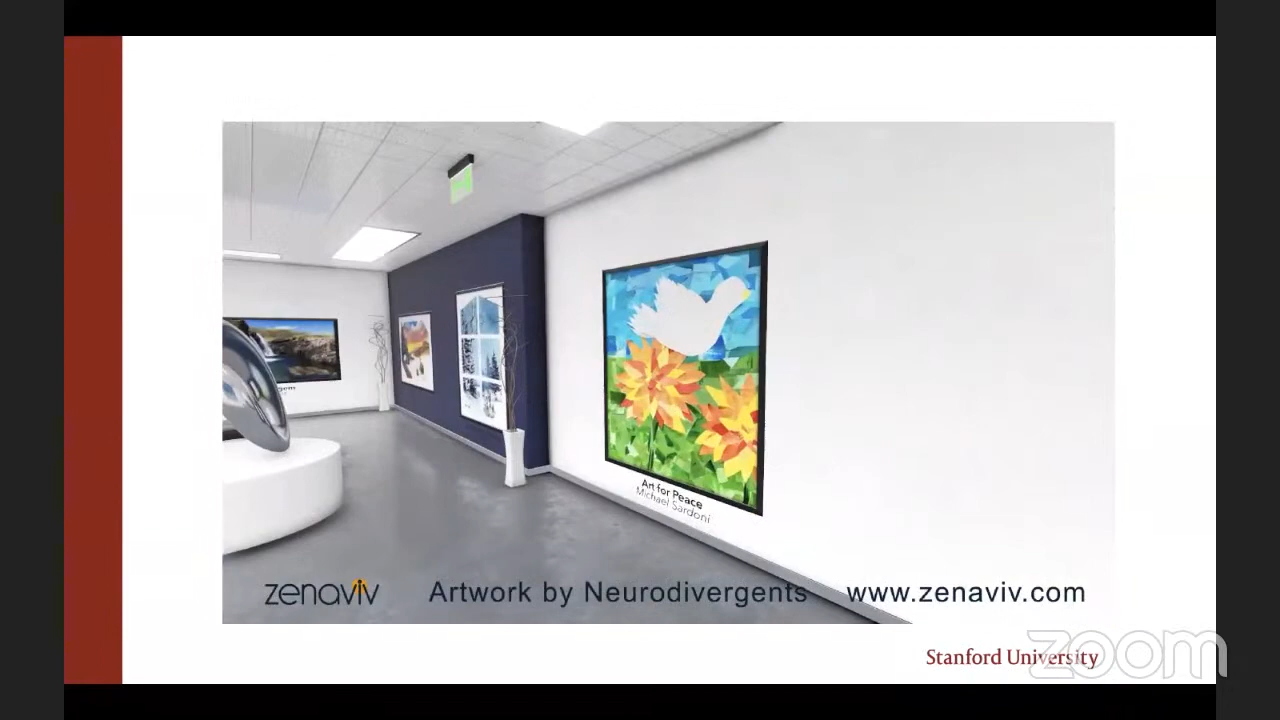 Art for Peace
Michael Sardoni
zenaviv Artwork by Neurodivergents www.zenaviv.com
Stanford University
zoom